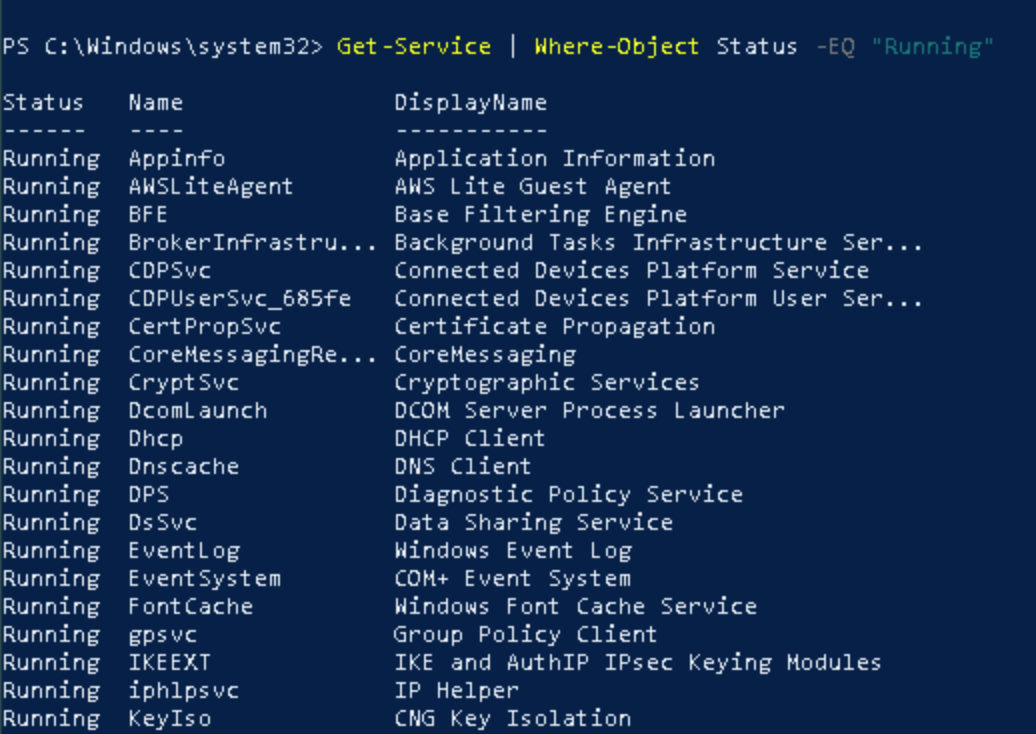 PS C:\Windows\system32> Get-Service | Where-Object Status -EQ "Running"
Status Name DisplayName
------ ---- -----------
Running Appinfo Application Information
Running AWSLiteAgent AWS Lite Guest Agent
Running BFE Base Filtering Engine
Running BrokerInfrastru... Background Tasks Infrastructure Ser...
Running CDPSvc Connected Devices Platform Service
Running CDPUserSvc_685fe Connected Devices Platform User Ser...
Running CertPropSvc Certificate Propagation
Running CoreMessagingRe... CoreMessaging
Running CryptSvc Cryptographic Services
Running DcomLaunch DCOM Server Process Launcher
Running Dhcp DHCP Client
Running Dnscache DNS Client
Running DPS Diagnostic Policy Service
Running DsSvc Data Sharing Service
Running EventLog Windows Event Log
Running EventSystem COM+ Event System
Running FontCache Windows Font Cache Service
Running gpsvc Group Policy Client
Running IKEEXT IKE and AuthIP IPsec Keying Modules
Running iphlpsvc IP Helper
Running KeyIso CNG Key Isolation